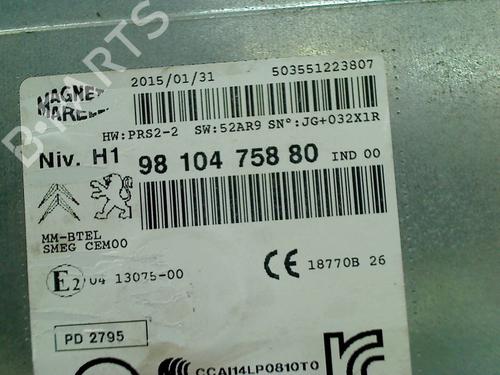 B-PARTS
2015/01/31 503551223807
MAGNETI
MARELLI
HW:PRS2-2 SW:52AR9 SN°:JG+032X1R
Niv. H1 98 104 758 80 IND 00
MM-BTEL
SMEG CEM00
E2 04 13075-00 CE 18770B 26
PD 2795
CCAI14LP0810T0